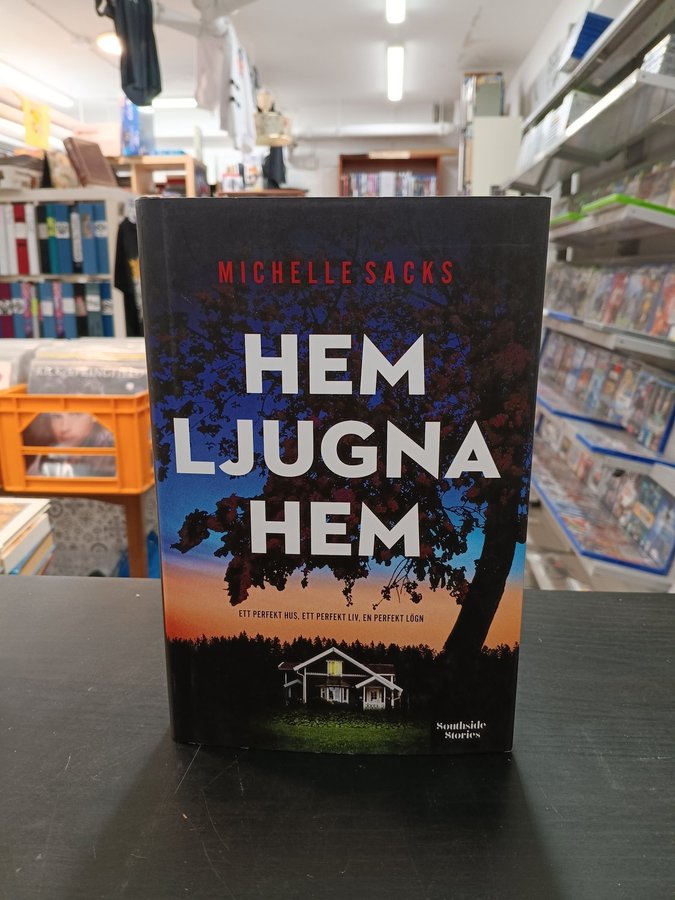 MICHELLE SACKS
HEM
LJUGNA
HEM
ETT PERFEKT HUS, ETT PERFEKT LIV, EN PERFEKT LÖGN
Southside
Stories